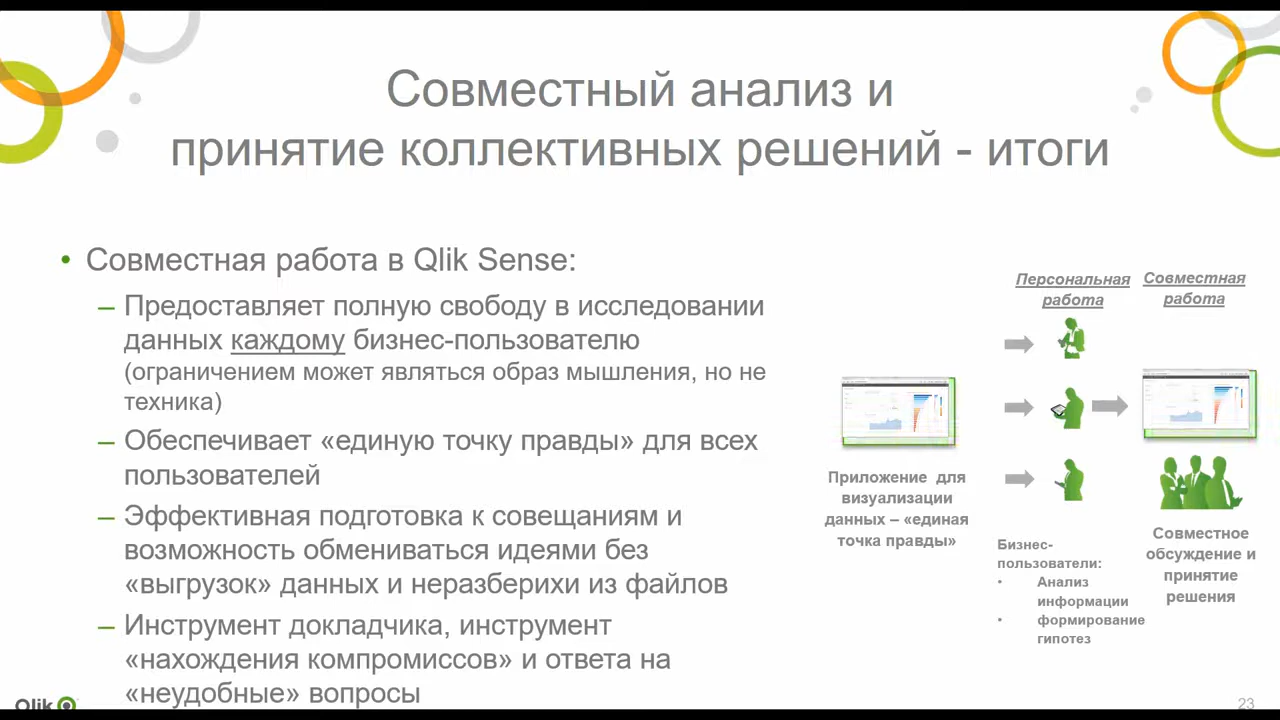 Совместный анализ и
принятие коллективных решений - итоги
• Совместная работа в Qlik Sense:
– Предоставляет полную свободу в исследовании
данных каждому бизнес-пользователю
(ограничением может являться образ мышления, но не
техника)
– Обеспечивает «единую точку правды» для всех
пользователей
– Эффективная подготовка к совещаниям и
возможность обмениваться идеями без
«выгрузок» данных и неразберихи из файлов
– Инструмент докладчика, инструмент
«нахождения компромиссов» и ответа на
«неудобные» вопросы
Приложение для
визуализации
данных – «единая
точка правды»
Персональная
работа
Бизнес-
пользователи:
• Анализ
информации
• формирование
гипотез
Совместная
работа
Совместное
обсуждение и
принятие
решения
Qlik
23